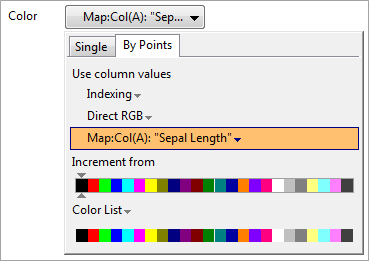 Color Map:Col(A): "Sep...
Single By Points
Use column values
Indexing
Direct RGB
Map:Col(A): "Sepal Length"
Increment from
Color List